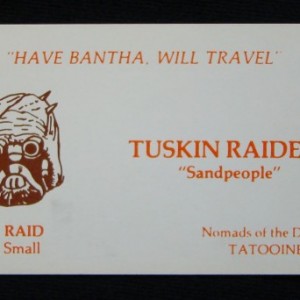 "HAVE BANTHA, WILL TRAVEL"
TUSKIN RAIDE
"Sandpeople"
RAID
Small
Nomads of the D
TATOOINE